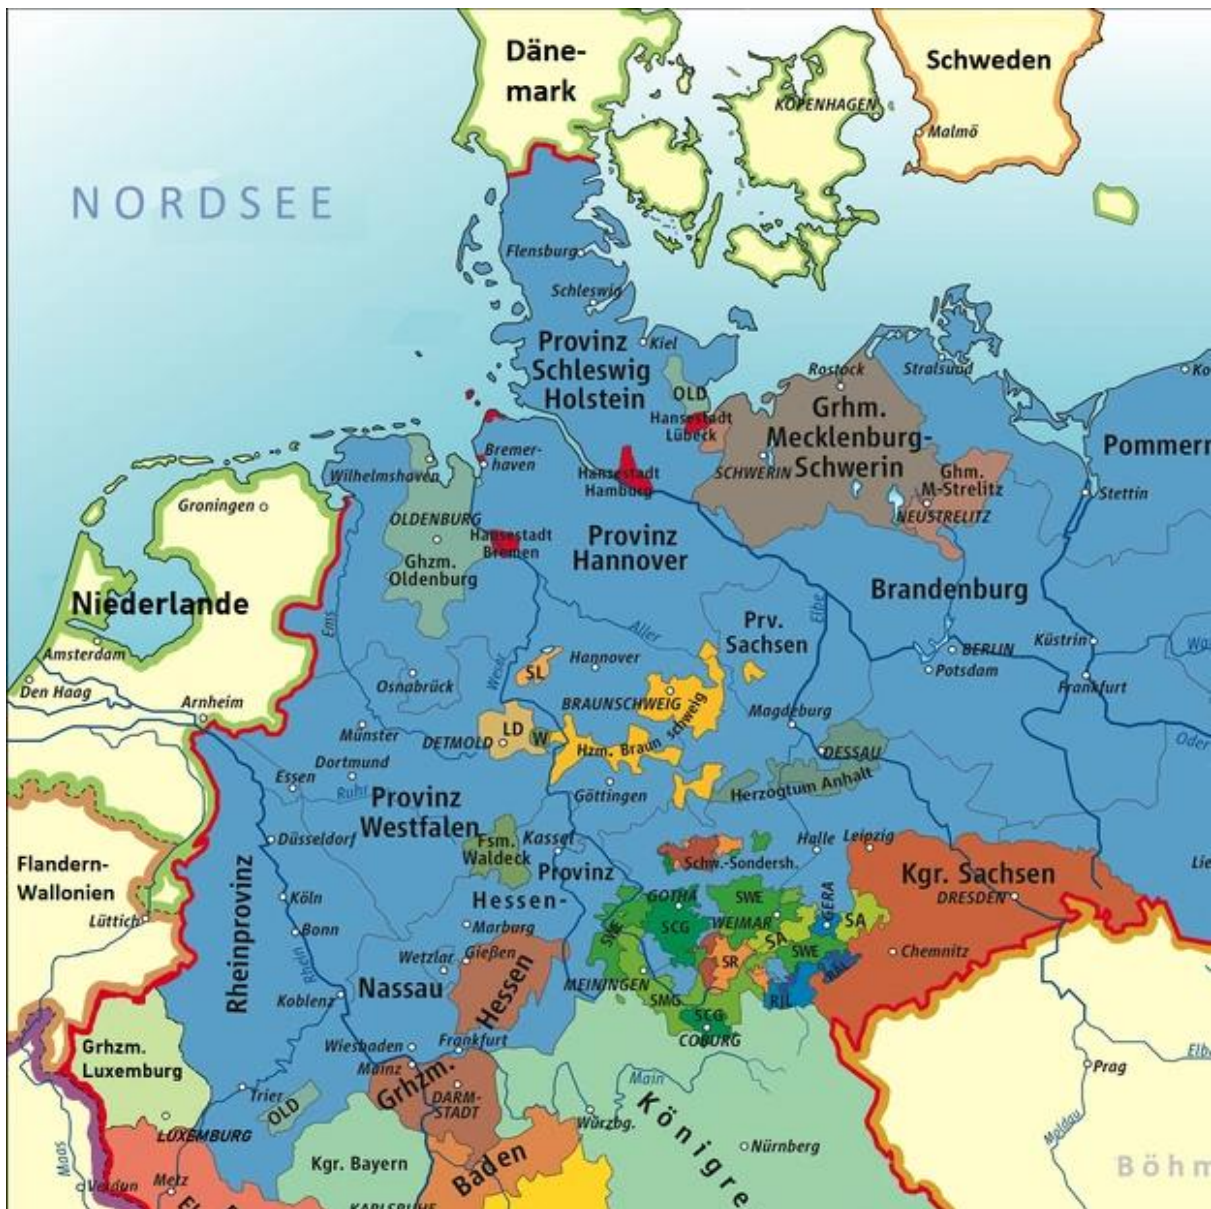 Däne-
mark
Schweden
KOPENHAGEN
Malmö
NORDSEE
Flensburg
Schleswig
Provinz
Schleswig
Holstein
Kiel
OLD
Hansestadt
Lübeck
Rostock
Stralsund
Grhm.
Mecklenburg-
Schwerin
SCHWERIN
Pommern
Ghm.
M-Strelitz
NEUSTRELITZ
Stettin
Bremer-
haven
Wilhelmshaven
Hansestadt
Hamburg
Groningen
OLDENBURG
Hansestadt
Bremen
Ghzm.
Oldenburg
Provinz
Hannover
Brandenburg
Niederlande
Ems
Aller
Elbe
Prv.
Sachsen
Küstrin
Amsterdam
BERLIN
Potsdam
Den Haag
Osnabrück
Weser
SL
Hannover
Frankfurt
Arnheim
BRAUNSCHWEIG
Magdeburg
Münster
DETMOLD
LD
W
Hzm. Braunschweig
Oder
DESSAU
Dortmund
Essen
Ruhr
Göttingen
Herzogtum Anhalt
Provinz
Westfalen
Düsseldorf
Fsm.
Waldeck
Kassel
Halle
Leipzig
Flandern-
Wallonien
Provinz
Schw.-Sondersh.
Kgr. Sachsen
DRESDEN
Lüttich
Rheinprovinz
Köln
Hessen-
GOTHA
SWE
WEIMAR
GERA
SA
Bonn
Marburg
SWE
SCG
SA
SWE
Chemnitz
Rhein
Wetzlar
Gießen
MEININGEN
SR
Koblenz
Nassau
Hessen
SMG
SCG
RJL
COBURG
Grhzm.
Luxemburg
Wiesbaden
Frankfurt
Mainz
Grhzm.
Elbe
Prag
Trier
OLD
DARM-
STADT
Main
Würzbg.
Moldau
LUXEMBURG
Königre
Nürnberg
Maas
Verdun
Metz
Kgr. Bayern
Baden
Böhm
KARLSRUHE